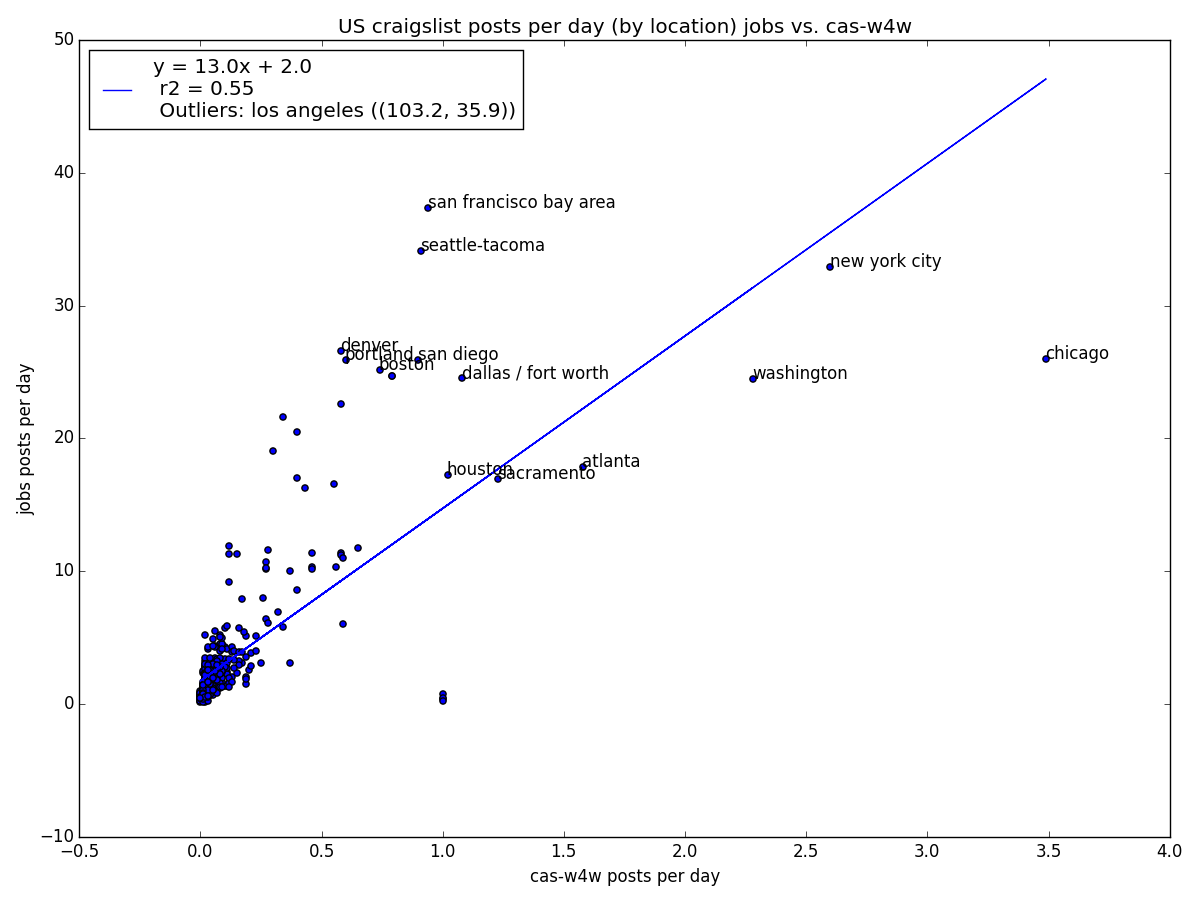 US craigslist posts per day (by location) jobs vs. cas-w4w
50
y = 13.0x + 2.0
r2 = 0.55
Outliers: los angeles ((103.2, 35.9))
40
san francisco bay area
seattle-tacoma
new york city
30
denver
portland
san diego
boston
chicago
dallas / fort worth
washington
jobs posts per day
20
houston
sacramento
atlanta
10
0
−10
−0.5
0.0
0.5
1.0
1.5
2.0
2.5
3.0
3.5
4.0
cas-w4w posts per day